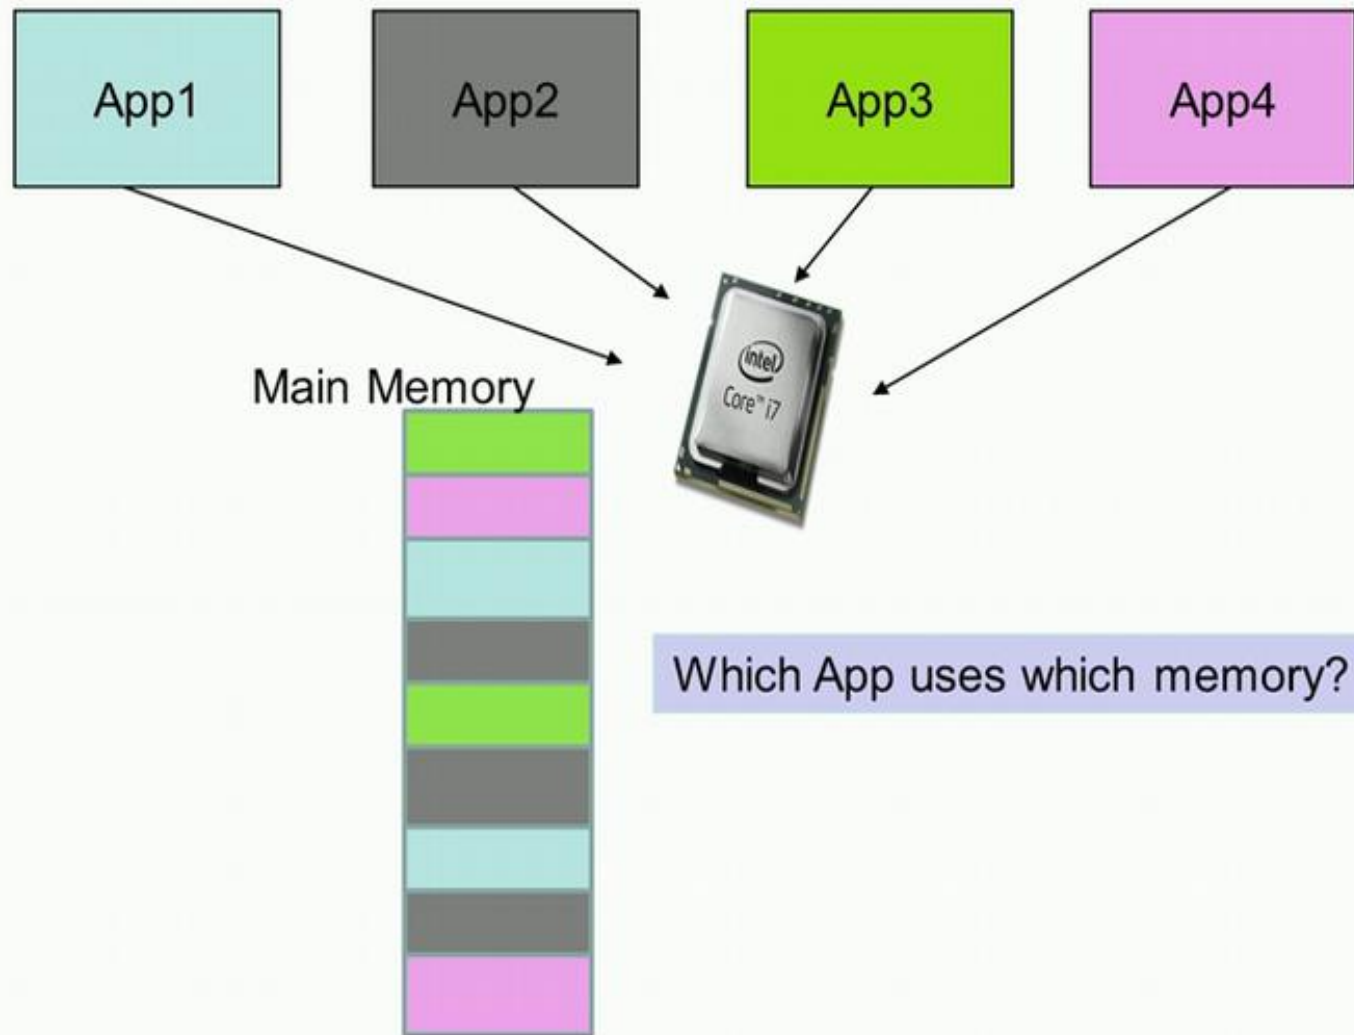 App1
App2
App3
App4
intel
Core™ i7
Main Memory
Which App uses which memory?